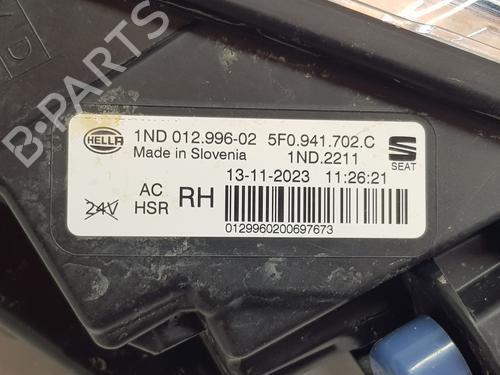 B-PARTS
HELLA 1ND 012.996-02 5F0.941.702.C
Made in Slovenia 1ND.2211 SEAT
13-11-2023 11:26:21
24V AC HSR RH
0129960200697673